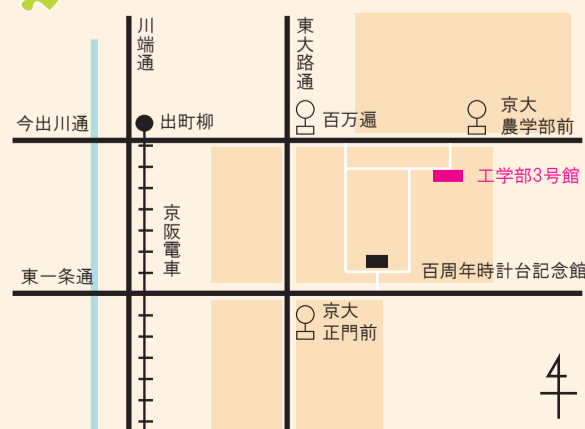 川端通
東大路通
今出川通
出町柳
百万遍
京大
農学部前
工学部3号館
京阪電車
百周年時計台記念館
東一条通
京大
正門前